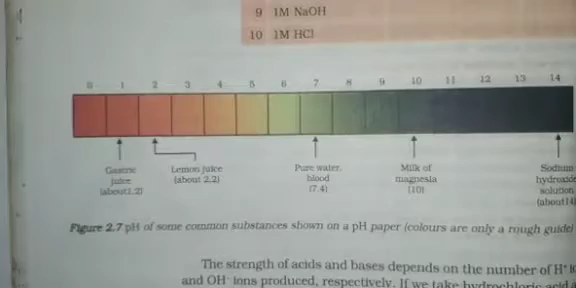 9 1M NaOH
10 1M HCl
0 1 2 3 4 5 6 7 8 9 10 11 12 13 14
Gastric
juice
(about1.2)
Lemon juice
(about 2.2)
Pure water,
blood
(7.4)
Milk of
magnesia
(10)
Sodium
hydroxide
solution
(about14)
Figure 2.7 pH of some common substances shown on a pH paper (colours are only a rough guide)
The strength of acids and bases depends on the number of H⁺
and OH⁻ ions produced, respectively. If we take hydrochloric acid